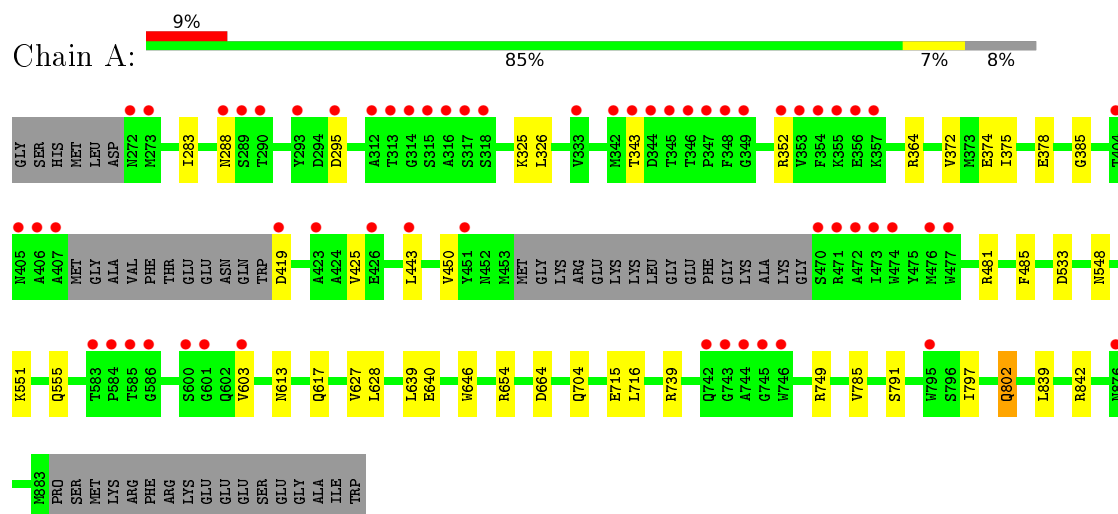 9%
Chain A:
85% 7% 8%
GLY SER HIS MET LEU ASP N272 M273 I283 N288 S289 T290 Y293 D294 D295 A312 T313 G314 S315 A316 S317 S318 K325 L326 V333 M342 T343 D344 T345 T346 P347 F348 G349 R352 V353 F354 K355 E356 K357 R364 V372 M373 E374 I375 E378 G385 T404
N405 A406 A407 MET GLY ALA VAL PHE THR GLU GLU ASN GLN TRP D419 A423 A424 V425 E426 L443 V450 Y451 N452 M453 MET GLY LYS ARG GLU LYS LYS LEU GLY GLU PHE GLY LYS ALA LYS GLY S470 R471 A472 I473 W474 Y475 M476 W477 R481 F485 D533 N548
K551 Q555 T583 P584 T585 G586 S600 G601 Q602 V603 N613 Q617 V627 L628 L639 E640 W646 R654 D664 Q704 E715 L716 R739 Q742 G743 A744 G745 W746 R749 V785 S791 W795 S796 I797 Q802 L839 R842 N876
M883 PRO SER MET LYS ARG PHE ARG LYS GLU GLU GLU SER GLU GLY ALA ILE TRP